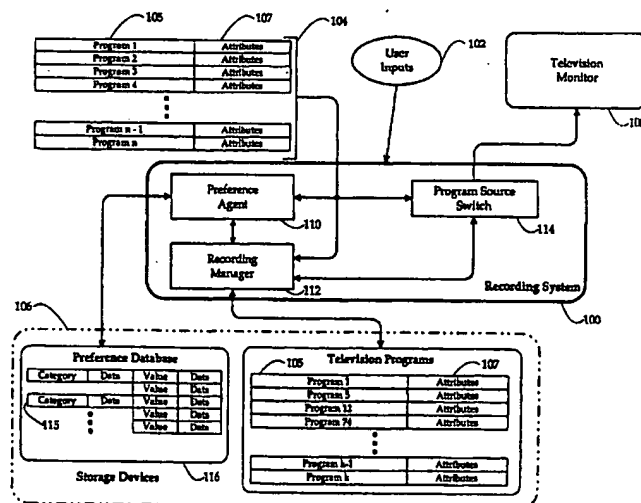 105
107
104
Program 1 Attributes
Program 2 Attributes
Program 3 Attributes
Program 4 Attributes
Program n - 1 Attributes
Program n Attributes
User
Inputs
102
Television
Monitor
Preference
Agent
110
Program Source
Switch
114
Recording
Manager
112
Recording System
100
106
Preference Database
Category Data Value Data
Value Data
Category Data Value Data
Value Data
Value Data
115
Storage Devices
116
Television Programs
105
107
Program 1 Attributes
Program 5 Attributes
Program 12 Attributes
Program 74 Attributes
Program k-1 Attributes
Program k Attributes